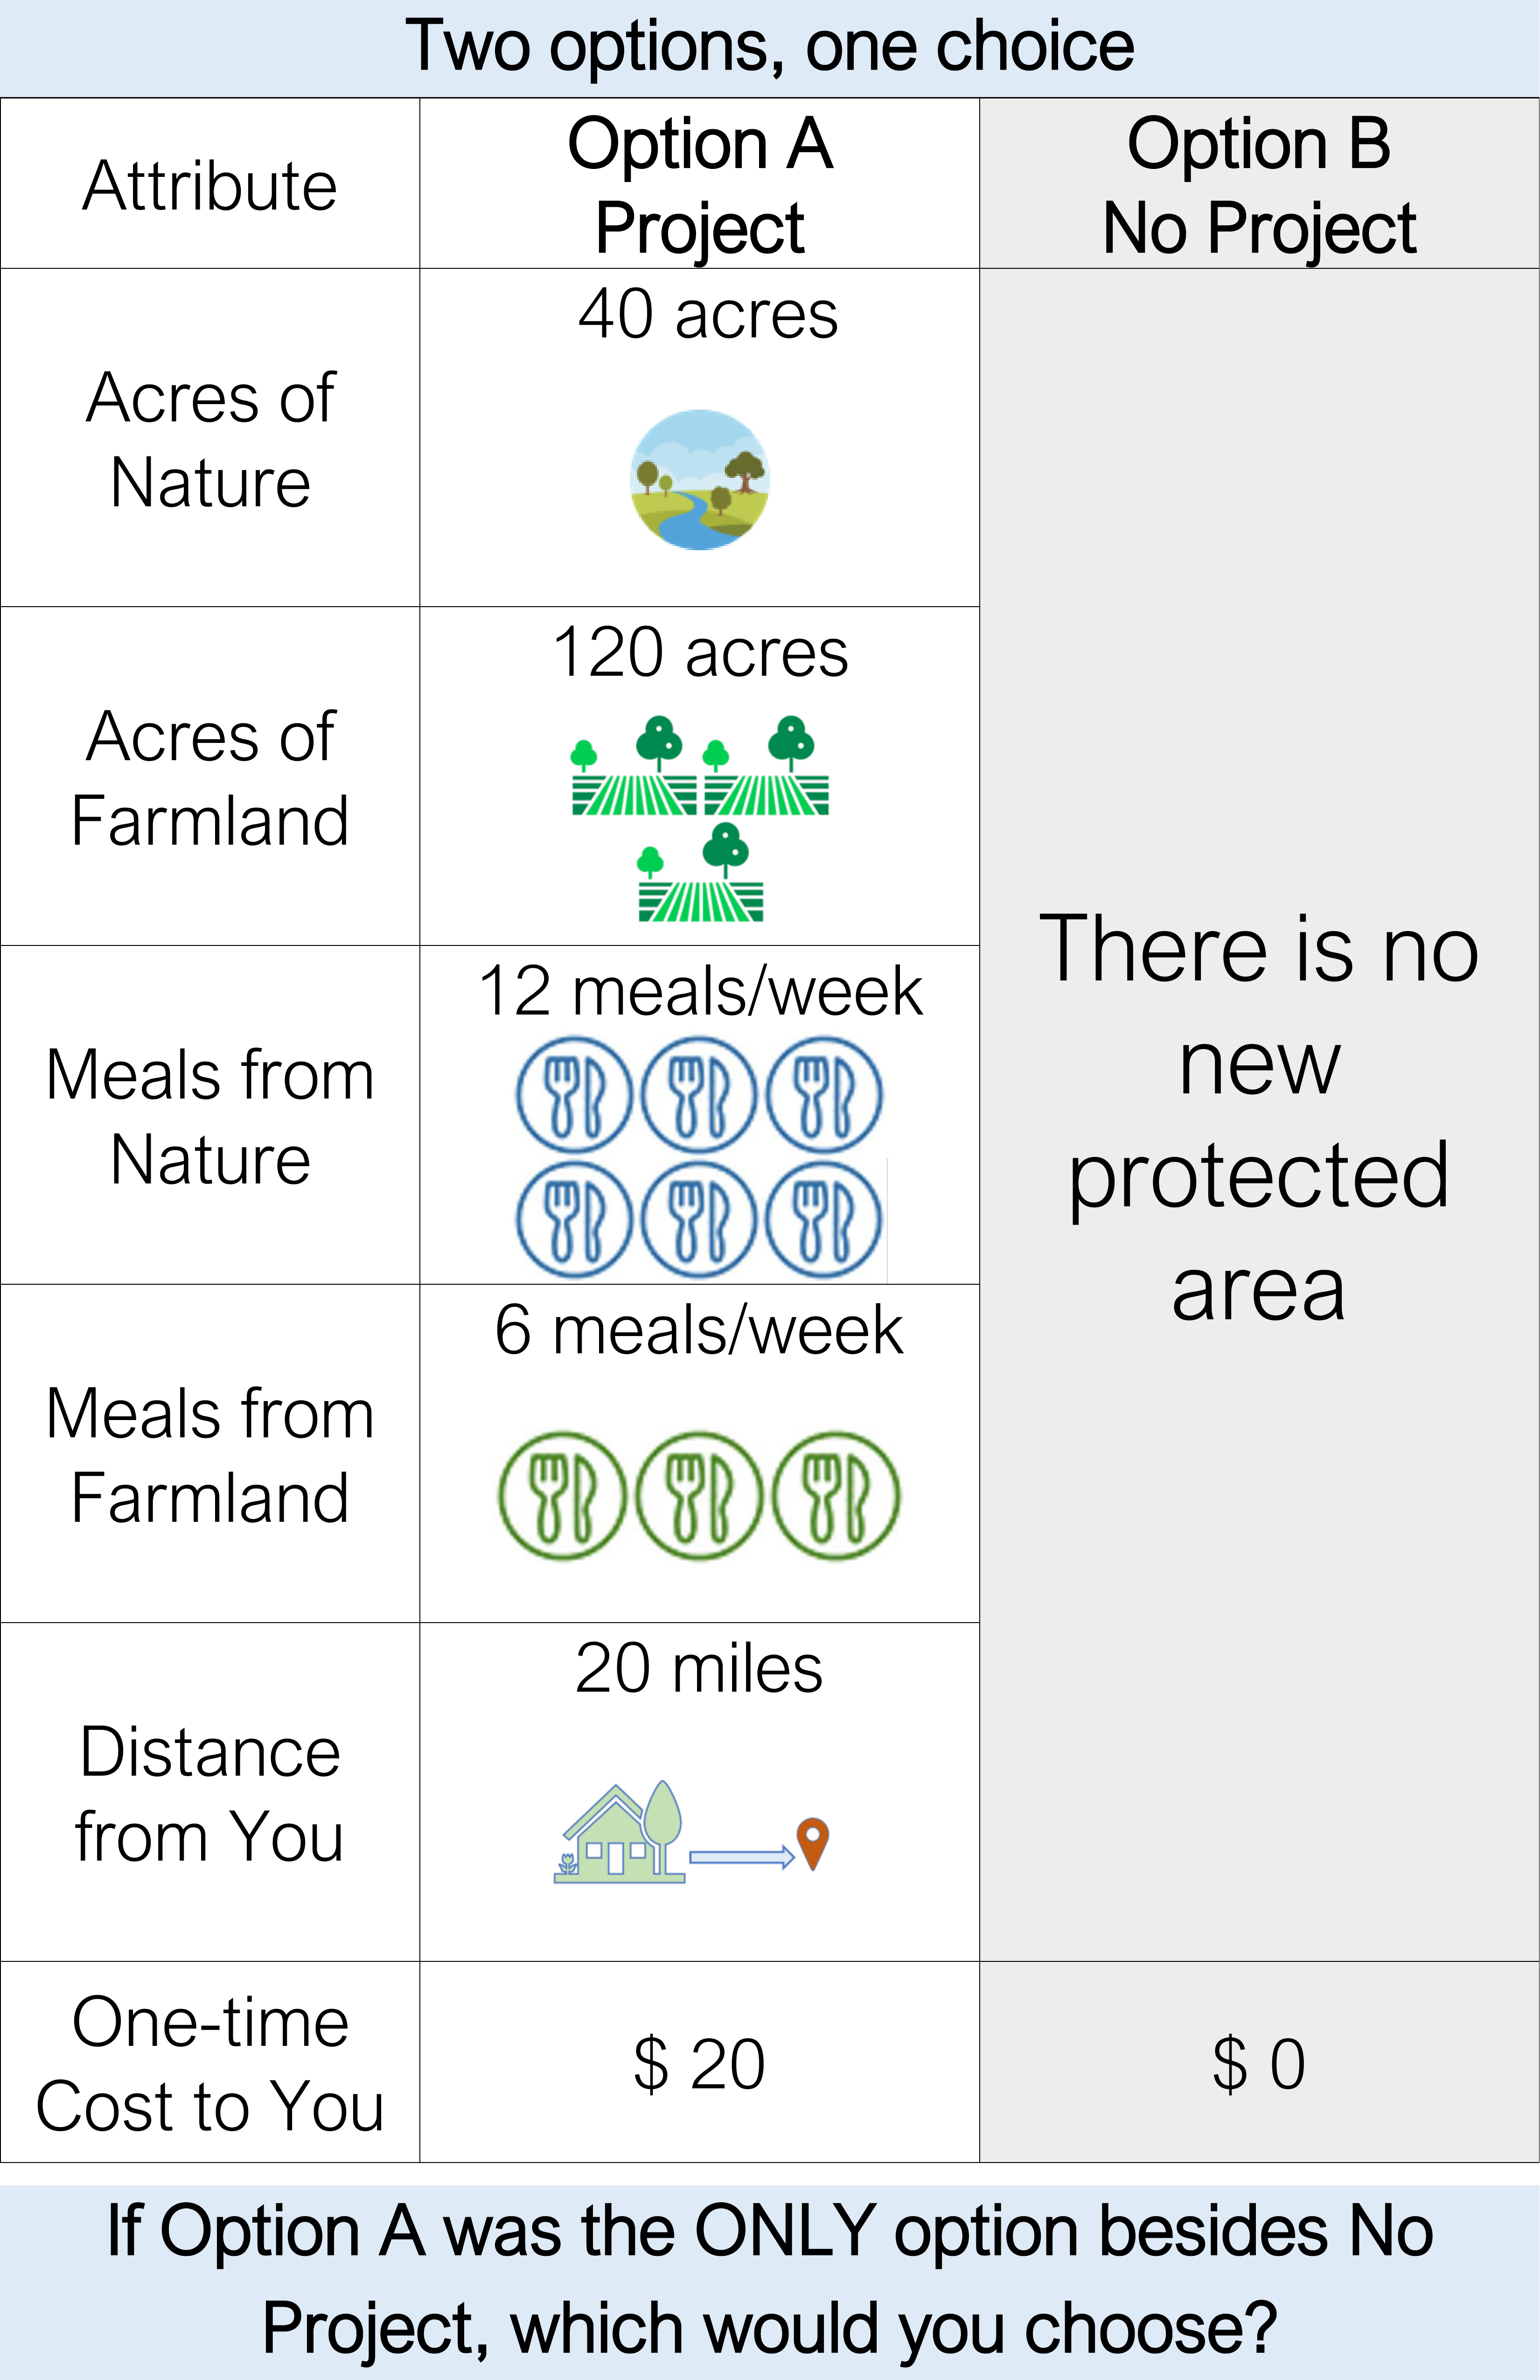 Two options, one choice
Attribute
Option A
Project
Option B
No Project
Acres of
Nature
40 acres
Acres of
Farmland
120 acres
Meals from
Nature
12 meals/week
Meals from
Farmland
6 meals/week
Distance
from You
20 miles
There is no
new
protected
area
One-time
Cost to You
$ 20
$ 0
If Option A was the ONLY option besides No
Project, which would you choose?